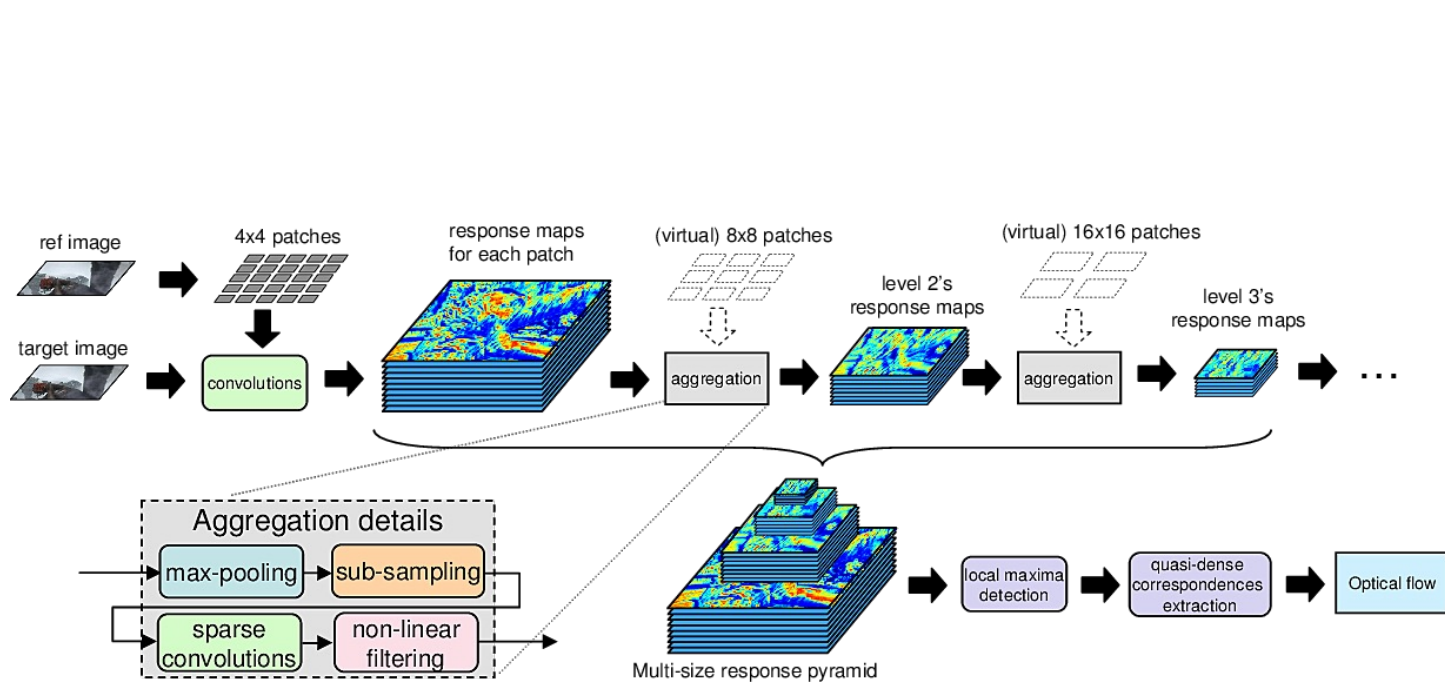 ref image
4x4 patches
response maps
for each patch
(virtual) 8x8 patches
(virtual) 16x16 patches
level 2's
response maps
level 3's
response maps
target image
convolutions
aggregation
aggregation
...
Aggregation details
max-pooling
sub-sampling
sparse
convolutions
non-linear
filtering
local maxima
detection
quasi-dense
correspondences
extraction
Optical flow
Multi-size response pyramid